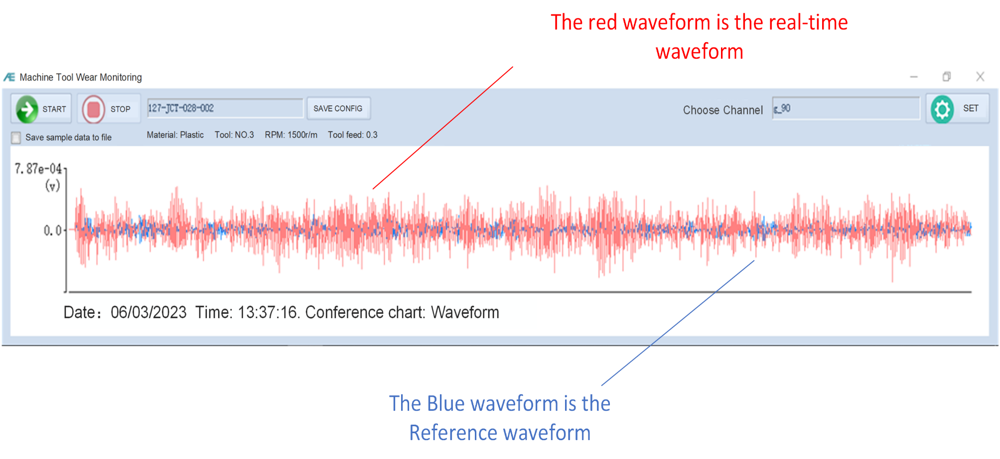 The red waveform is the real-time
waveform
Æ Machine Tool Wear Monitoring
START STOP 127-JCT-028-002 SAVE CONFIG Choose Channel g_90 SET
Save sample data to file Material: Plastic Tool: NO.3 RPM: 1500r/m Tool feed: 0.3
7.87e-04
(v)
0.0
Date: 06/03/2023 Time: 13:37:16. Conference chart: Waveform
The Blue waveform is the
Reference waveform